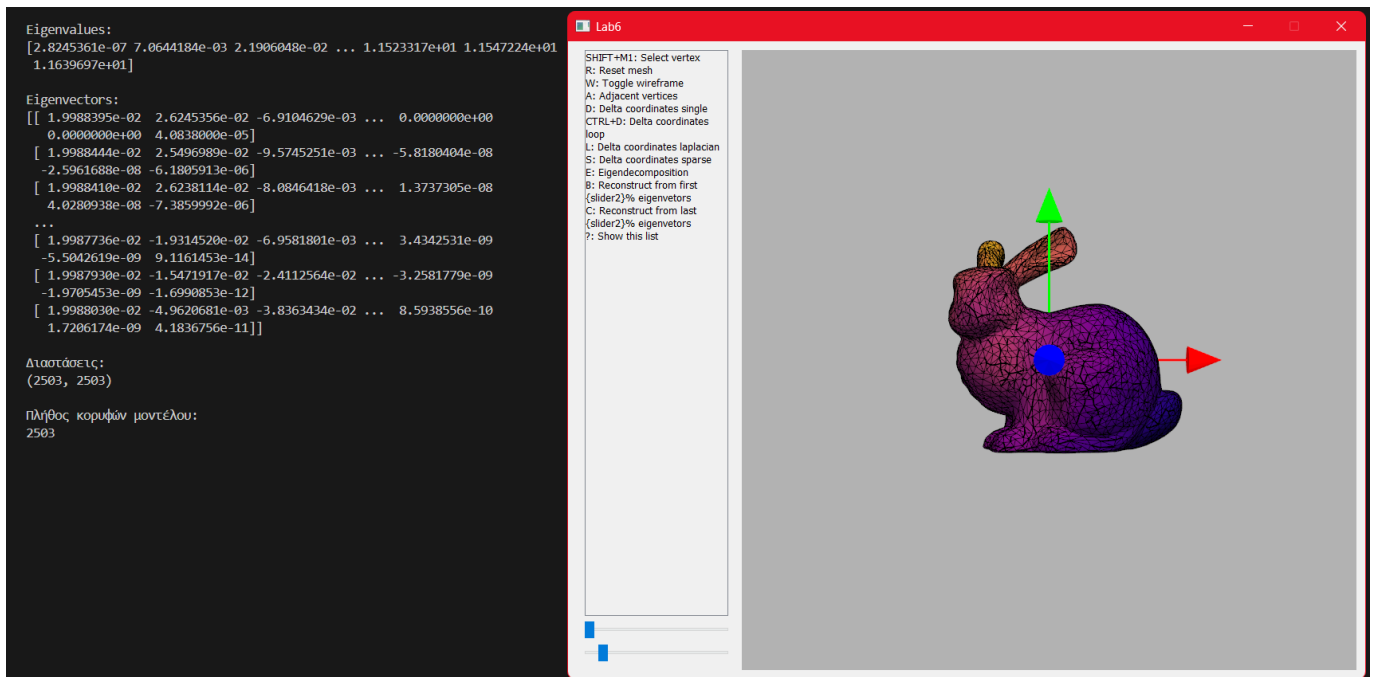 Eigenvalues:
[2.8245361e-07 7.0644184e-03 2.1906048e-02 ... 1.1523317e+01 1.1547224e+01
1.1639697e+01]
Eigenvectors:
[[ 1.9988395e-02 2.6245356e-02 -6.9104629e-03 ... 0.0000000e+00
0.0000000e+00 4.0838000e-05]
[ 1.9988444e-02 2.5496989e-02 -9.5745251e-03 ... -5.8180404e-08
-2.5961688e-08 -6.1805913e-06]
[ 1.9988410e-02 2.6238114e-02 -8.0846418e-03 ... 1.3737305e-08
4.0280938e-08 -7.3859992e-06]
...
[ 1.9987736e-02 -1.9314520e-02 -6.9581801e-03 ... 3.4342531e-09
-5.5042619e-09 9.1161453e-14]
[ 1.9987930e-02 -1.5471917e-02 -2.4112564e-02 ... -3.2581779e-09
-1.9705453e-09 -1.6990853e-12]
[ 1.9988030e-02 -4.9620681e-03 -3.8363434e-02 ... 8.5938556e-10
1.7206174e-09 4.1836756e-11]]
Διαστάσεις:
(2503, 2503)
Πλήθος κορυφών μοντέλου:
2503
Lab6
SHIFT+M1: Select vertex
R: Reset mesh
W: Toggle wireframe
A: Adjacent vertices
D: Delta coordinates single
CTRL+D: Delta coordinates
loop
L: Delta coordinates laplacian
S: Delta coordinates sparse
E: Eigendecomposition
B: Reconstruct from first
{slider2}% eigenvetors
C: Reconstruct from last
{slider2}% eigenvetors
?: Show this list